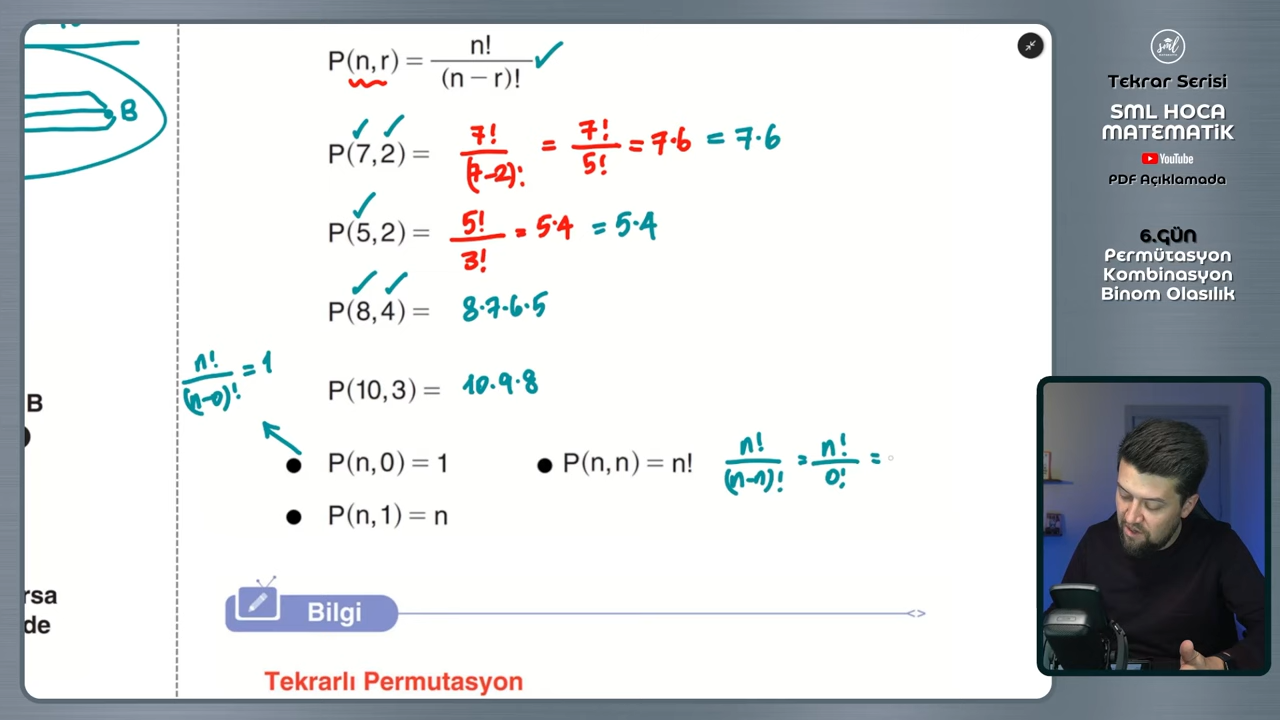 P(n,r) = n! / (n − r)! ✓
P(7,2) = 7! / (7-2)! = 7! / 5! = 7·6 = 7·6
P(5,2) = 5! / 3! = 5·4 = 5·4
P(8,4) = 8·7·6·5
n! / (n-0)! = 1
P(10,3) = 10·9·8
• P(n,0) = 1
• P(n,n) = n! n! / (n-n)! = n! / 0! =
• P(n,1) = n
Bilgi
Tekrarlı Permutasyon
B
B
rsa
de
sml
Tekrar Serisi
SML HOCA
MATEMATİK
YouTube
PDF Açıklamada
6.GÜN
Permütasyon
Kombinasyon
Binom Olasılık